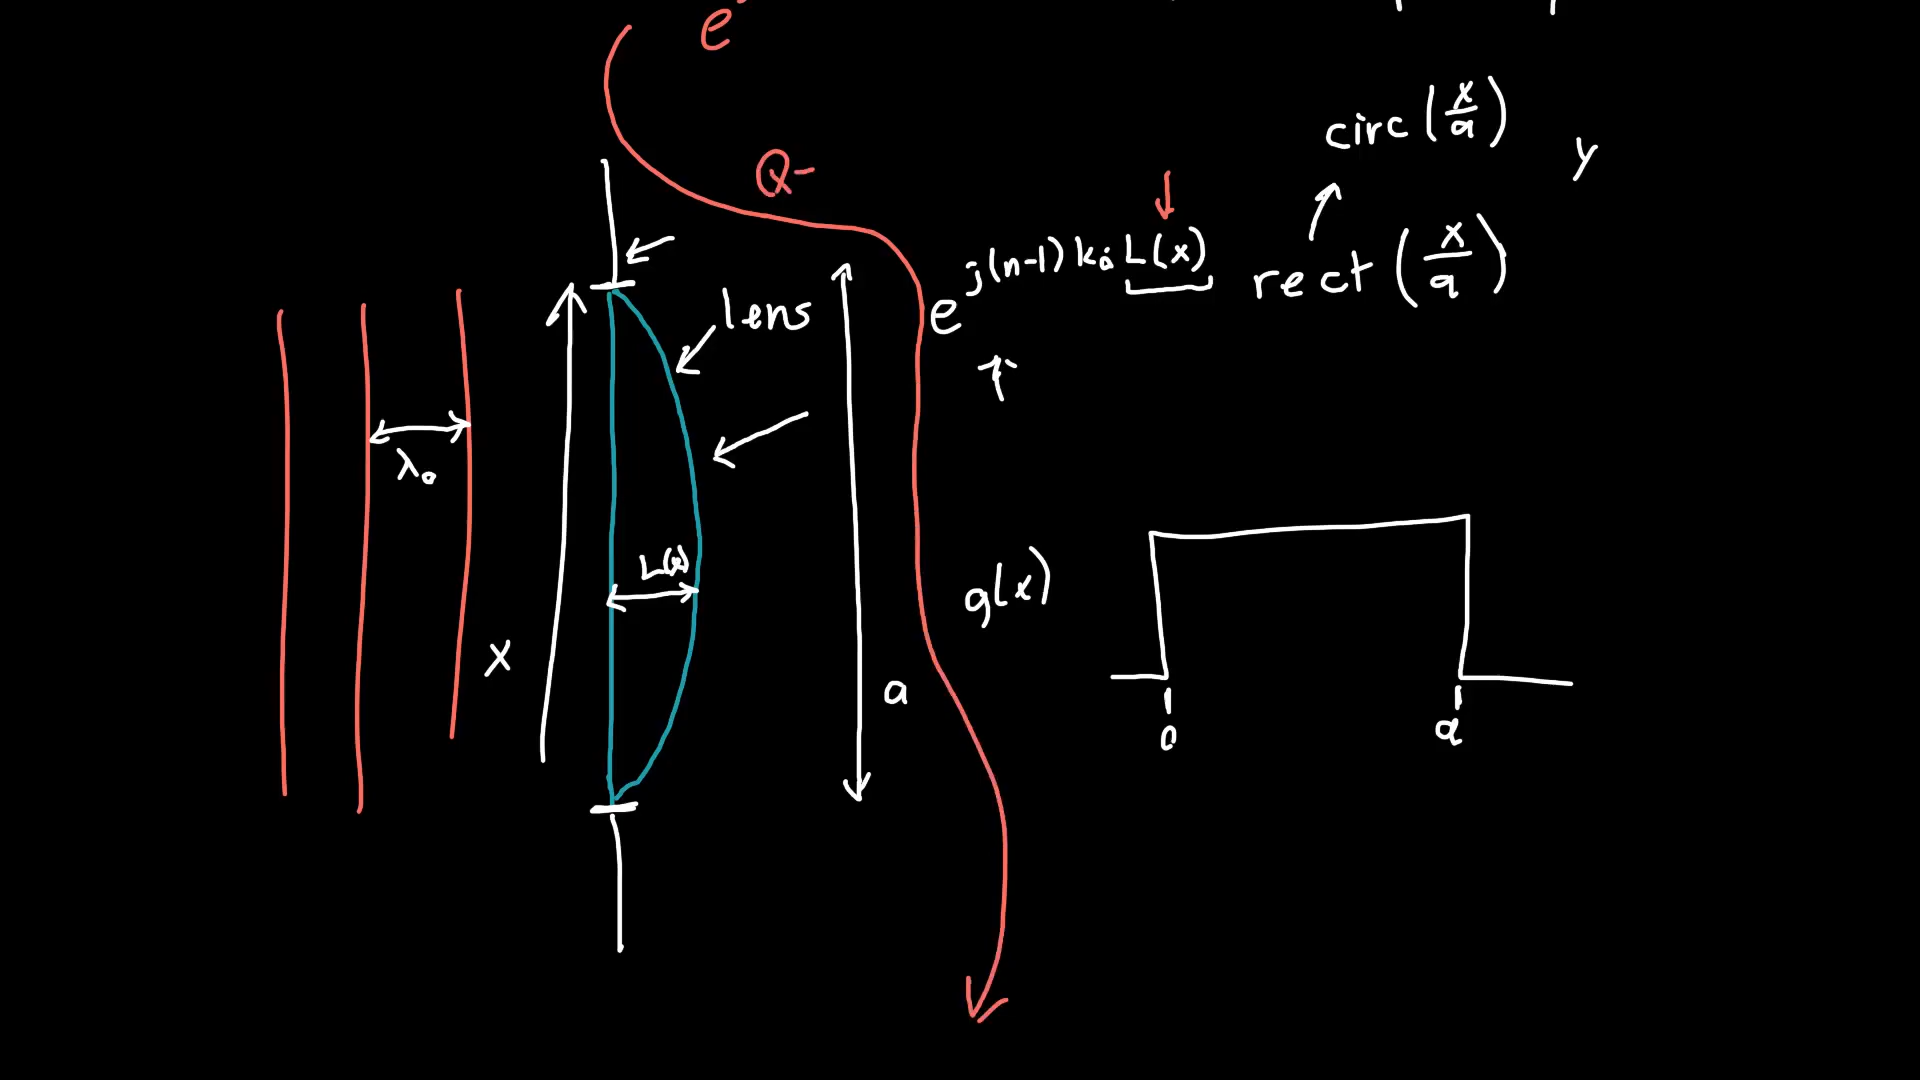 e
circ (x/a)
y
Q-
e^{j(n-1)k₀L(x)} rect (x/a)
lens
λ₀
L(x)
g(x)
x
a
0
a